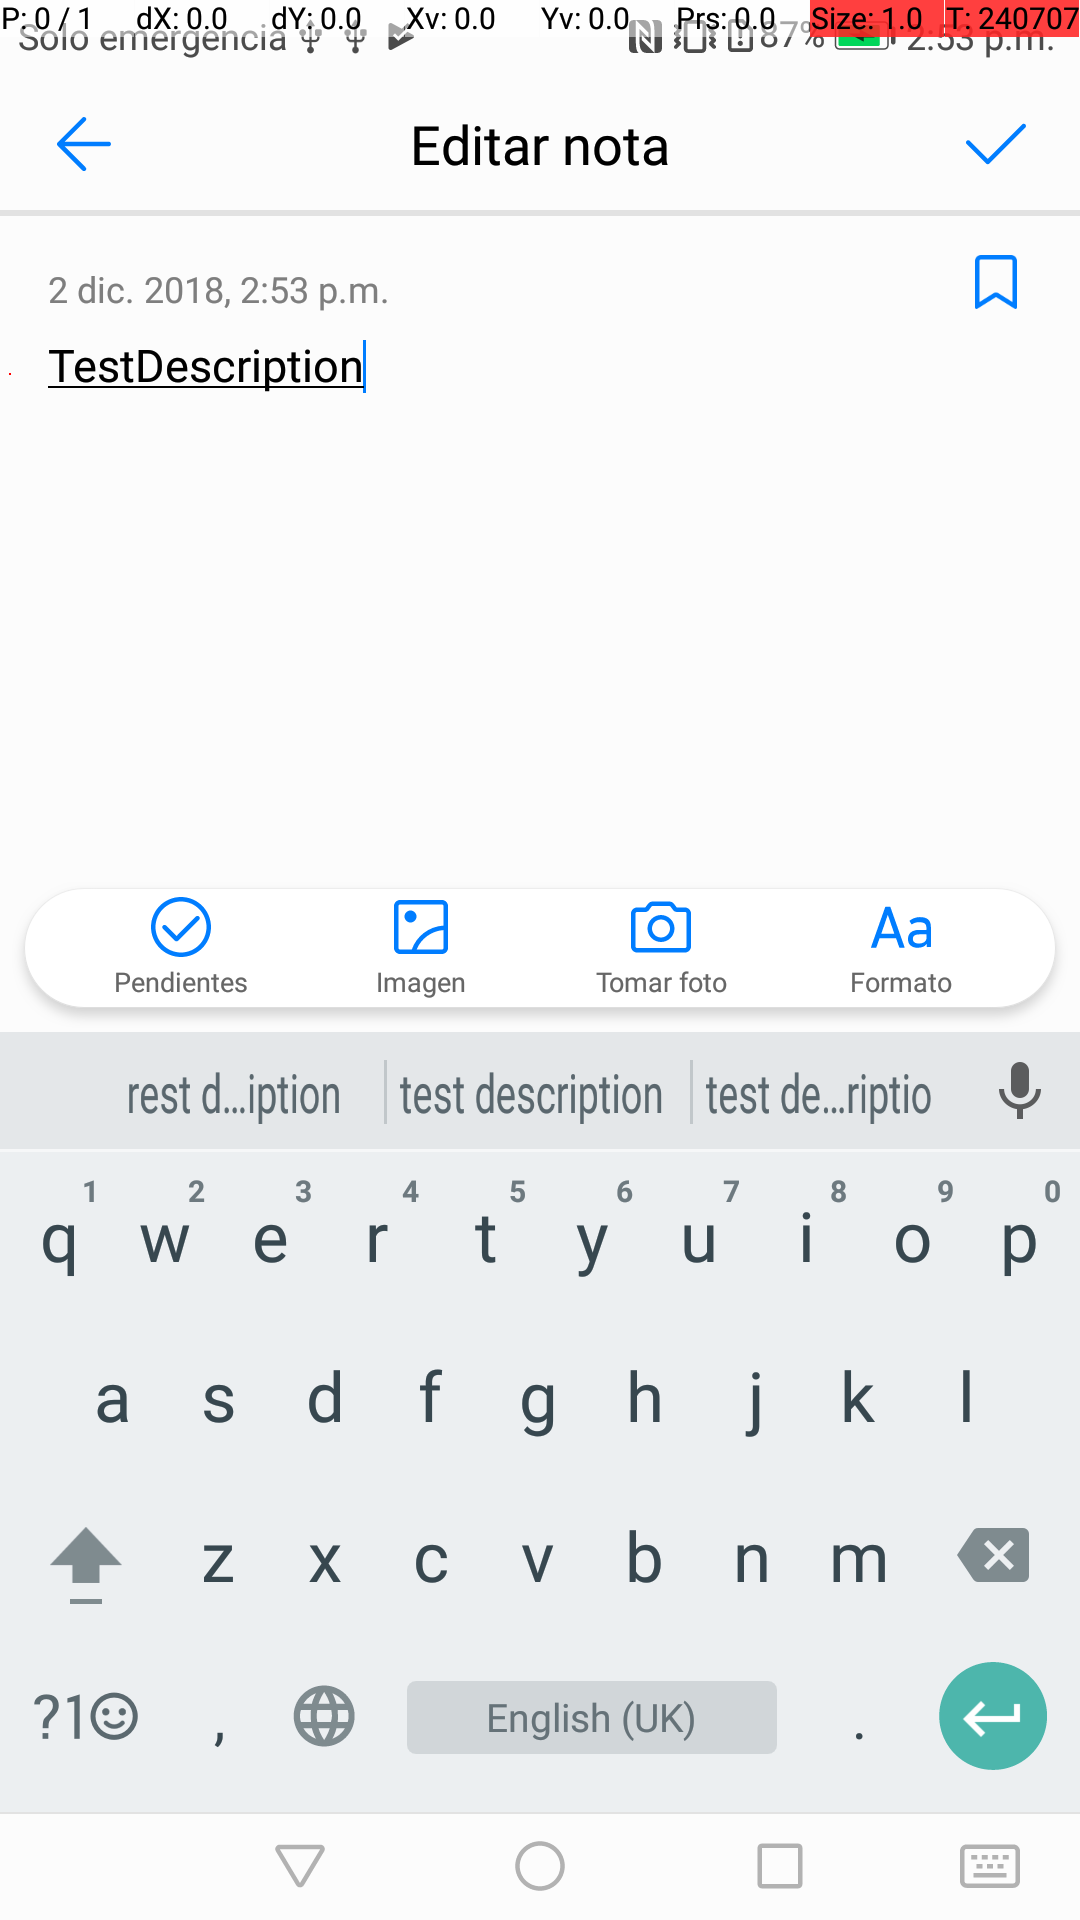 P: 0 / 1 dX: 0.0 dY: 0.0 Xv: 0.0 Yv: 0.0 Prs: 0.0 Size: 1.0 T: 240707
Solo emergencia 87% 2:53 p.m.
Editar nota
2 dic. 2018, 2:53 p.m.
TestDescription
Pendientes Imagen Aa Tomar foto Formato
rest d...iption test description test de...riptio
1 2 3 4 5 6 7 8 9 0
q w e r t y u i o p
a s d f g h j k l
z x c v b n m
?1 , English (UK) .